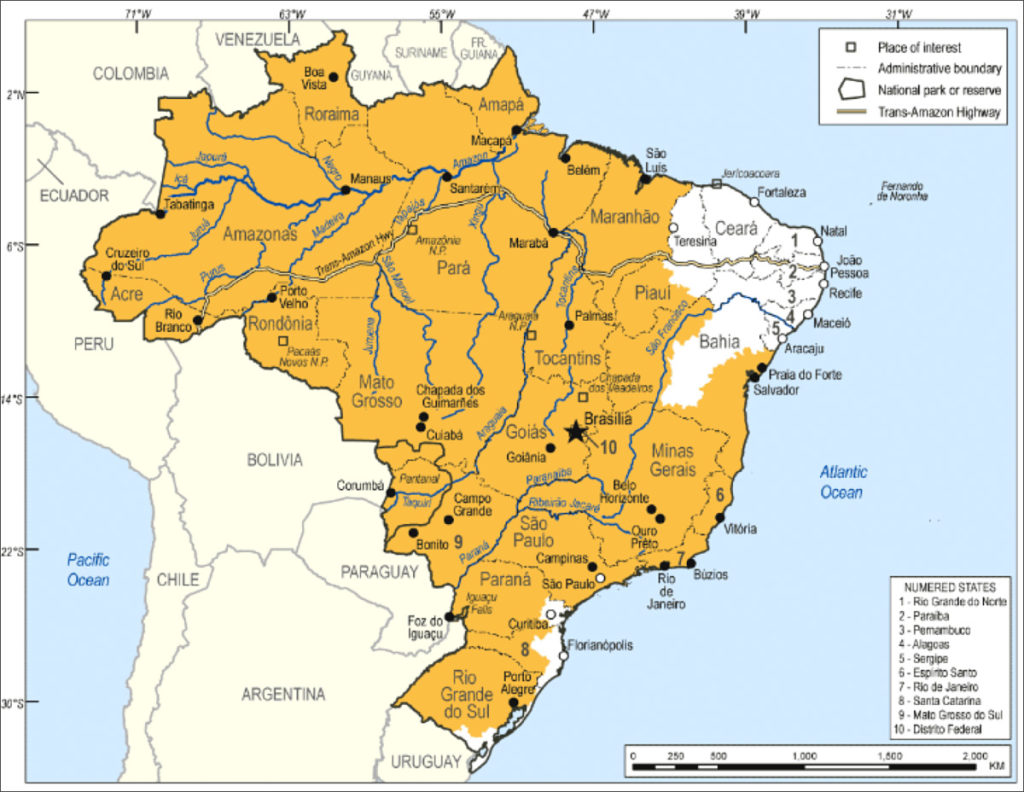 71°W 63°W 55°W 47°W 39°W 31°W
VENEZUELA
SURINAME
FR.
GUIANA
GUYANA
COLOMBIA
Boa
Vista
Roraima
Amapá
Macapá
2°N
Place of interest
Administrative boundary
National park or reserve
Trans-Amazon Highway
ECUADOR
Japurá
Içá
Negro
Manaus
Amazon
Santarém
Belém
São
Luís
Jericoacoara
Fortaleza
Fernando
de Noronha
Tabatinga
Juruá
Amazonas
Madeira
Tapajós
Xingu
Maranhão
Teresina
Ceará
1
Natal
6°S
Cruzeiro
do Sul
Purus
Trans-Amazon Hwy
Amazônie
N.P.
Pará
Marabá
João
Pessoa
2
Acre
Porto
Velho
São Manoel
Tocantins
Piaui
Recife
3
Rio
Branco
Rondônia
Juruena
Araguaia
N.P.
Palmas
São Francisco
4
Maceió
5
Aracaju
PERU
Pacaás
Novos N.P.
Tocantins
Bahia
Praia do Forte
Salvador
Mato
Grosso
Chapada dos
Guimarães
Chapada
dos Veadeiros
14°S
Cuiabá
Araguaia
Goiás
Brasília
10
Goiânia
Minas
Gerais
BOLIVIA
Corumbá
Pantanal
Taquiri
Campo
Grande
Paranaíba
Belo
Horizonte
6
Atlantic
Ocean
Ribeirão Jacaré
Ouro
Prêto
Vitória
Bonito
9
São
Paulo
22°S
Pacific
Ocean
Paraná
Campinas
São Paulo
7
Búzios
Rio
de
Janeiro
CHILE
PARAGUAY
Paraná
Iguaçu
Falls
Foz do
Iguaçu
Curitiba
8
Florianópolis
Rio
Grande
do Sul
Porto
Alegre
ARGENTINA
30°S
URUGUAY
NUMERED STATES
1 - Rio Grande do Norte
2 - Paraíba
3 - Pernambuco
4 - Alagoas
5 - Sergipe
6 - Espírito Santo
7 - Rio de Janeiro
8 - Santa Catarina
9 - Mato Grosso do Sul
10 - Distrito Federal
0 250 500 1,000 1,500 2,000
KM